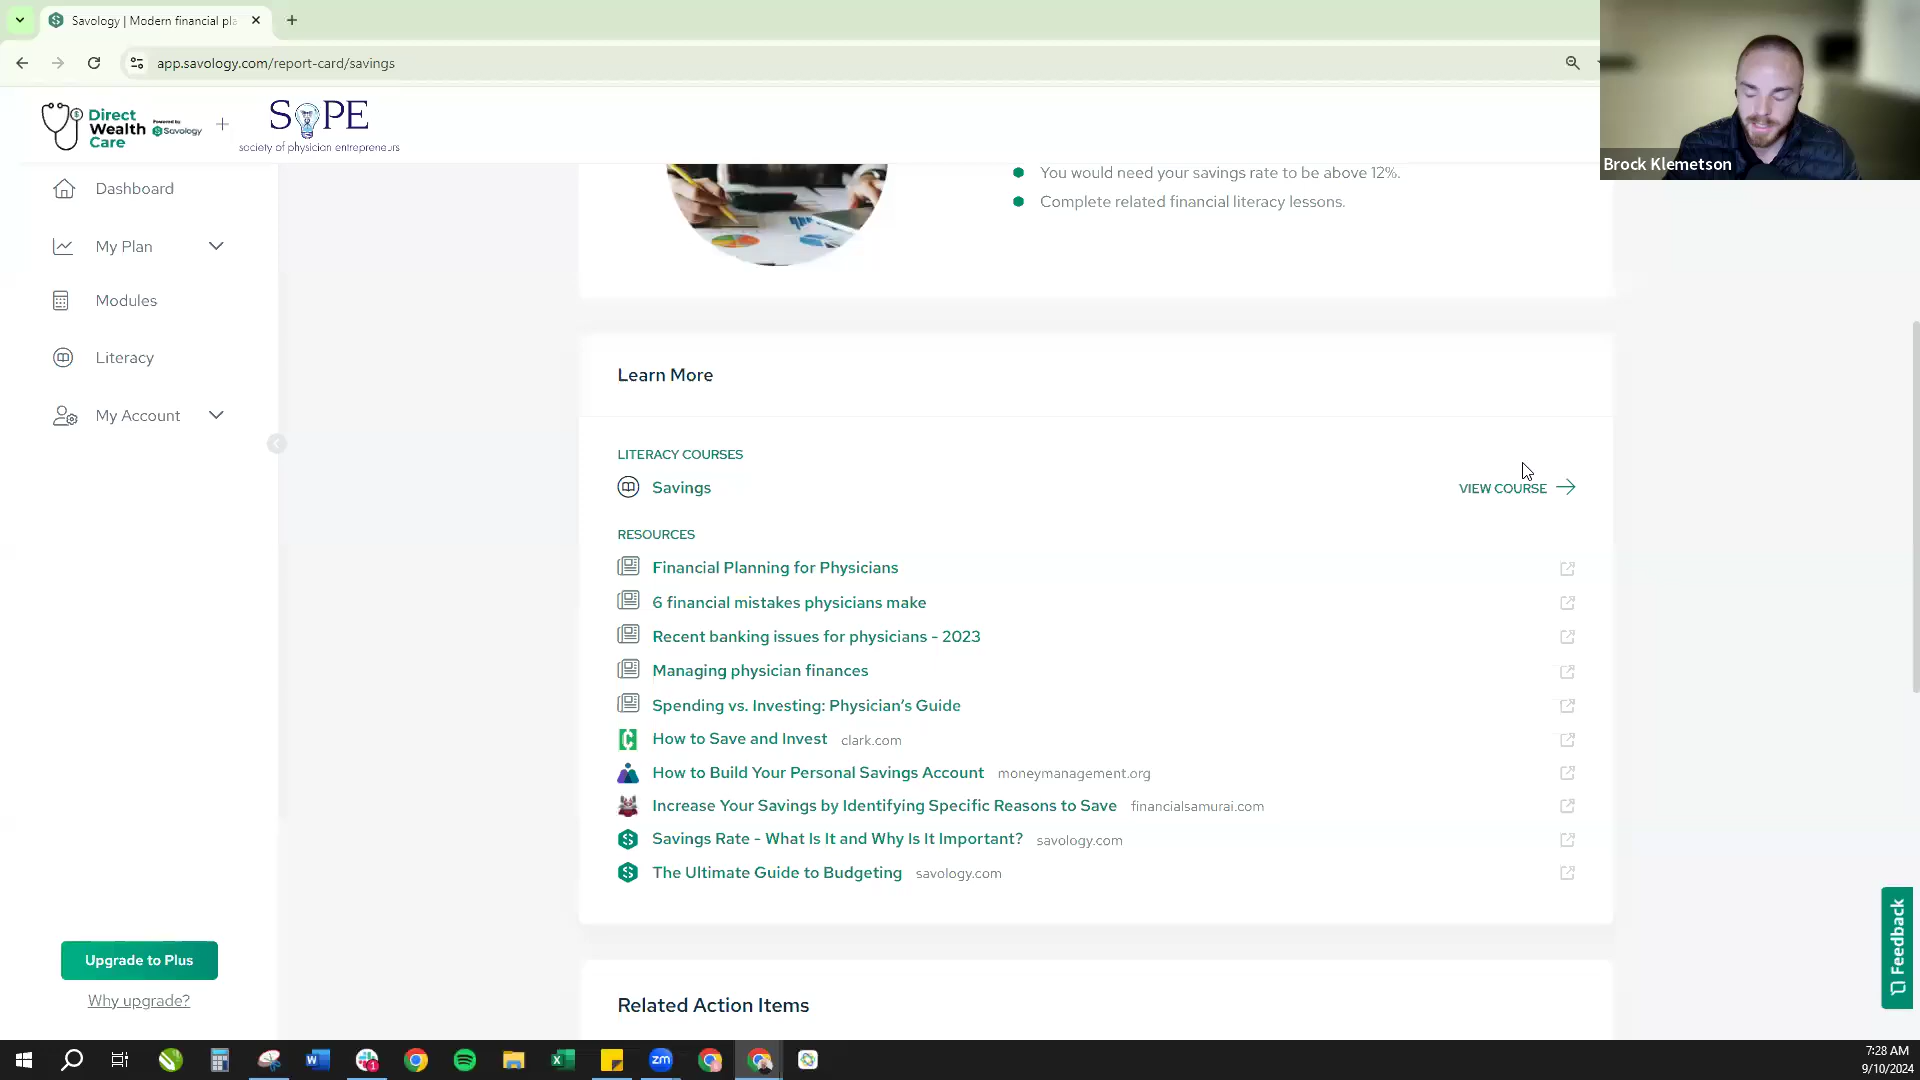 Savology | Modern financial pla
app.savology.com/report-card/savings
Direct
Wealth
Care
Powered by
Savology
+
SOPE
society of physician entrepreneurs
Brock Klemetson
Dashboard
My Plan
Modules
Literacy
My Account
Upgrade to Plus
Why upgrade?
You would need your savings rate to be above 12%.
Complete related financial literacy lessons.
Learn More
LITERACY COURSES
Savings
VIEW COURSE
RESOURCES
Financial Planning for Physicians
6 financial mistakes physicians make
Recent banking issues for physicians - 2023
Managing physician finances
Spending vs. Investing: Physician’s Guide
How to Save and Invest clark.com
How to Build Your Personal Savings Account moneymanagement.org
Increase Your Savings by Identifying Specific Reasons to Save financialsamurai.com
Savings Rate - What Is It and Why Is It Important? savology.com
The Ultimate Guide to Budgeting savology.com
Related Action Items
Feedback
zm
7:28 AM
9/10/2024